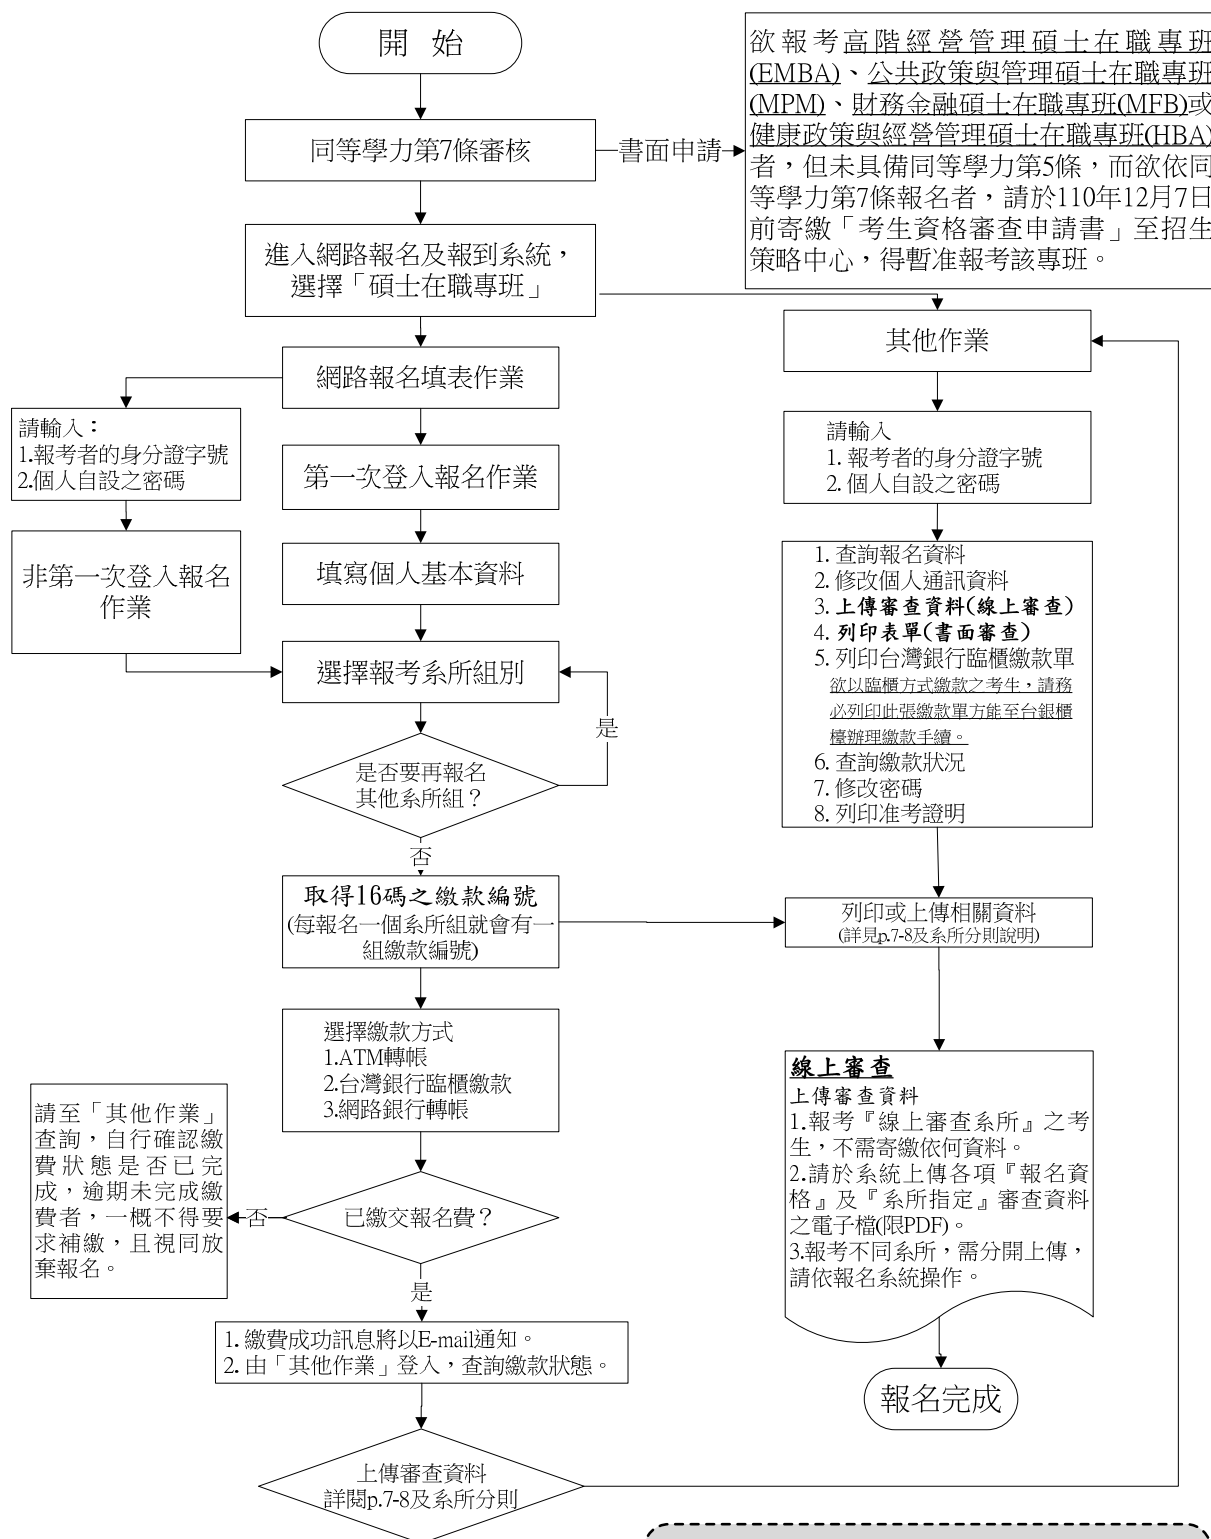 開 始
欲報考高階經營管理碩士在職專班
(EMBA)、公共政策與管理碩士在職專班
(MPM)、財務金融碩士在職專班(MFB)或
健康政策與經營管理碩士在職專班(HBA)
者，但未具備同等學力第5條，而欲依同
等學力第7條報名者，請於110年12月7日
前寄繳「考生資格審查申請書」至招生
策略中心，得暫准報考該專班。
同等學力第7條審核
書面申請
進入網路報名及報到系統，
選擇「碩士在職專班」
其他作業
網路報名填表作業
請輸入：
1.報考者的身分證字號
2.個人自設之密碼
第一次登入報名作業
請輸入
1. 報考者的身分證字號
2. 個人自設之密碼
非第一次登入報名
作業
填寫個人基本資料
選擇報考系所組別
是
是否要再報名
其他系所組？
否
1. 查詢報名資料
2. 修改個人通訊資料
3. 上傳審查資料(線上審查)
4. 列印表單(書面審查)
5. 列印台灣銀行臨櫃繳款單
欲以臨櫃方式繳款之考生，請務
必列印此張繳款單方能至台銀櫃
檯辦理繳款手續。
6. 查詢繳款狀況
7. 修改密碼
8. 列印准考證明
取得16碼之繳款編號
(每報名一個系所組就會有一
組繳款編號)
列印或上傳相關資料
(詳見p.7-8及系所分則說明)
選擇繳款方式
1.ATM轉帳
2.台灣銀行臨櫃繳款
3.網路銀行轉帳
線上審查
上傳審查資料
1.報考『線上審查系所』之考
生，不需寄繳依何資料。
2.請於系統上傳各項『報名資
格』及『系所指定』審查資料
之電子檔(限PDF)。
3.報考不同系所，需分開上傳，
請依報名系統操作。
請至「其他作業」
查詢，自行確認繳
費狀態是否已完
成，逾期未完成繳
費者，一概不得要
求補繳，且視同放
棄報名。
否
已繳交報名費？
是
1. 繳費成功訊息將以E-mail通知。
2. 由「其他作業」登入，查詢繳款狀態。
報名完成
上傳審查資料
詳閱p.7-8及系所分則